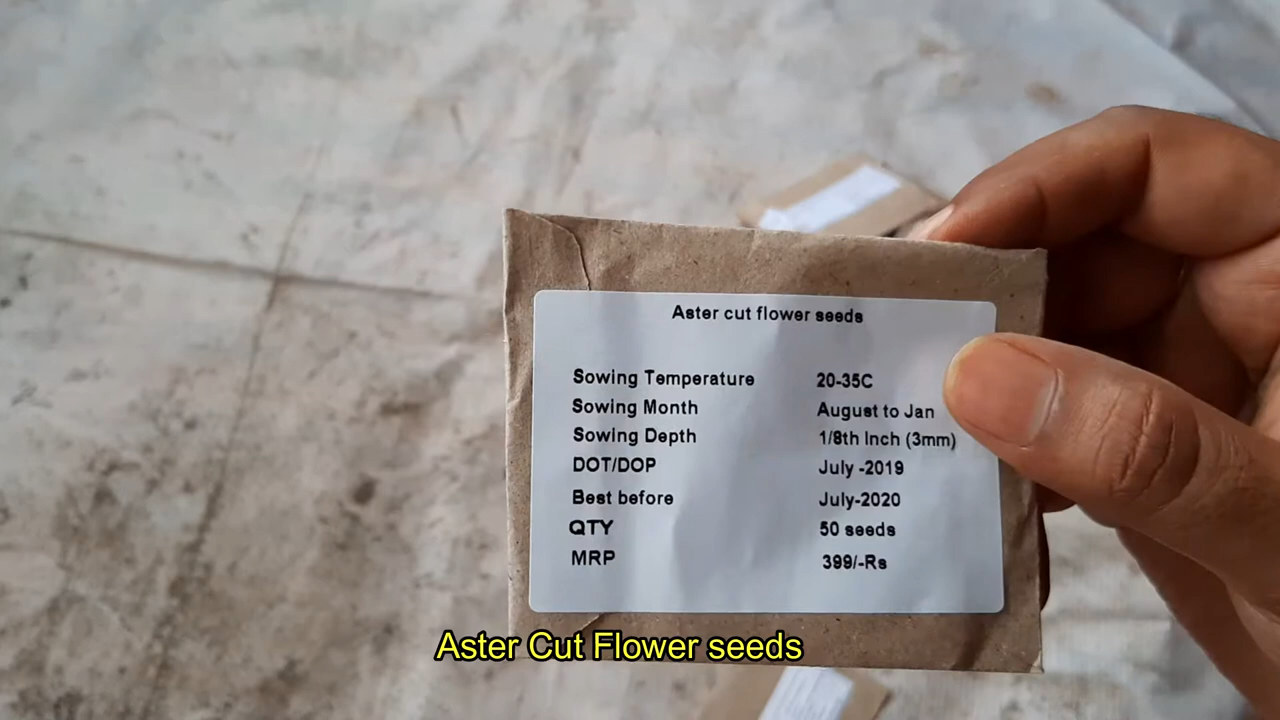 Aster cut flower seeds
Sowing Temperature 20-35C
Sowing Month August to Jan
Sowing Depth 1/8th Inch (3mm)
DOT/DOP July -2019
Best before July-2020
QTY 50 seeds
MRP 399/-Rs
Aster Cut Flower seeds